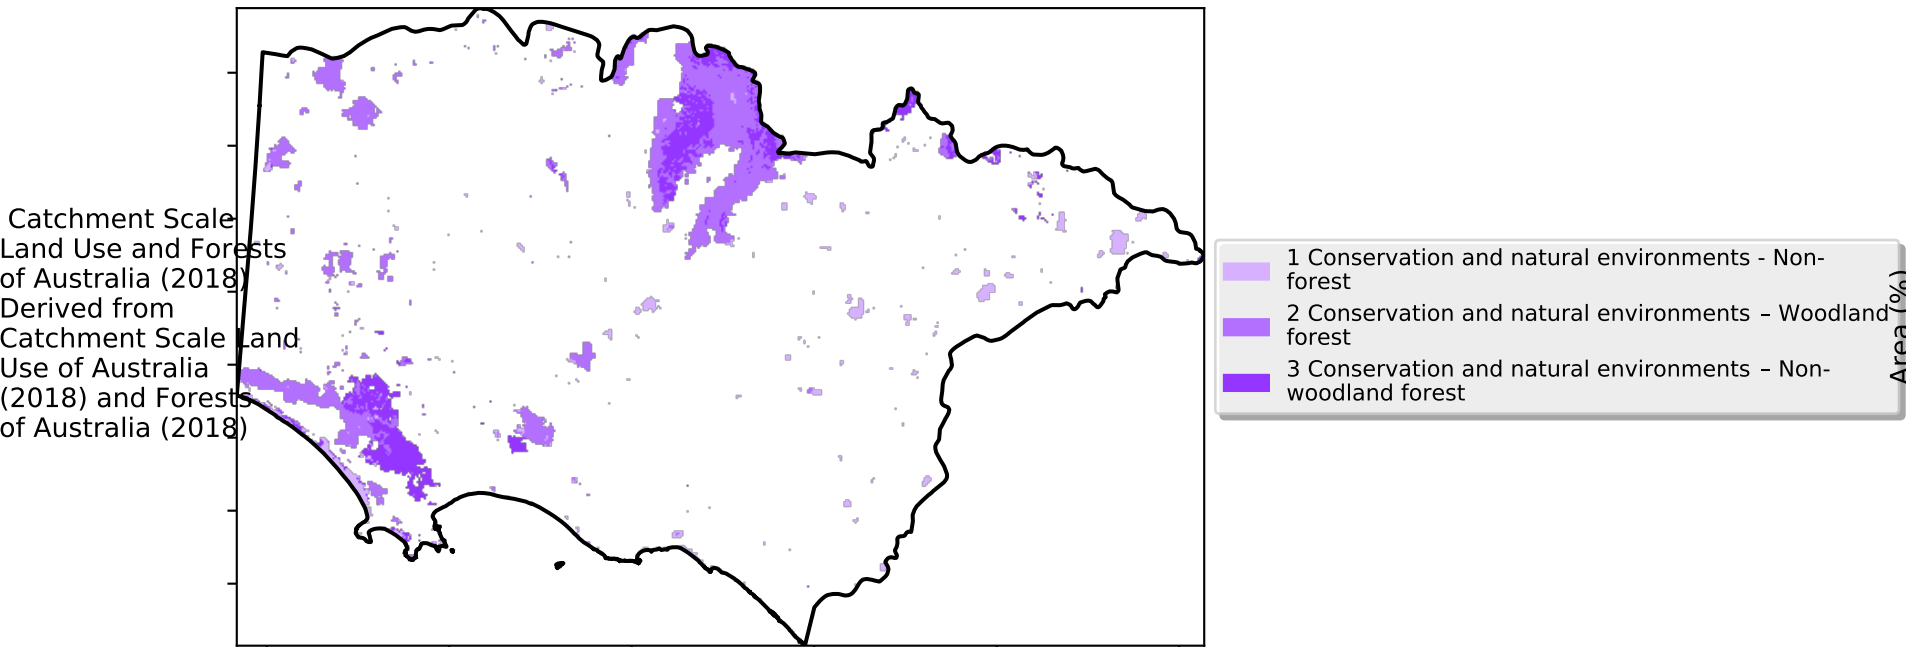 Catchment Scale
Land Use and Forests
of Australia (2018)
Derived from
Catchment Scale Land
Use of Australia
(2018) and Forests
of Australia (2018)
1 Conservation and natural environments - Non-
forest
2 Conservation and natural environments – Woodland
forest
3 Conservation and natural environments – Non-
woodland forest
Area (%)